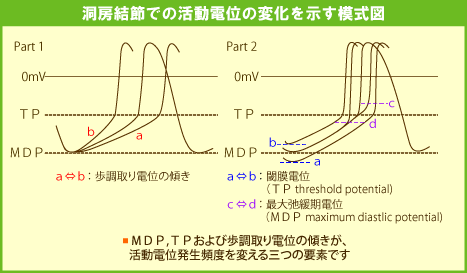 洞房結節での活動電位の変化を示す模式図
Part 1
Part 2
0mV
0mV
TP
TP
MDP
MDP
b
a
c
d
b
a
a⇔b：歩調取り電位の傾き
a⇔b：閾膜電位
（TP threshold potential）
c⇔d：最大弛緩期電位
（MDP maximum diastlic potential）
■MDP,TPおよび歩調取り電位の傾きが、
活動電位発生頻度を変える三つの要素です